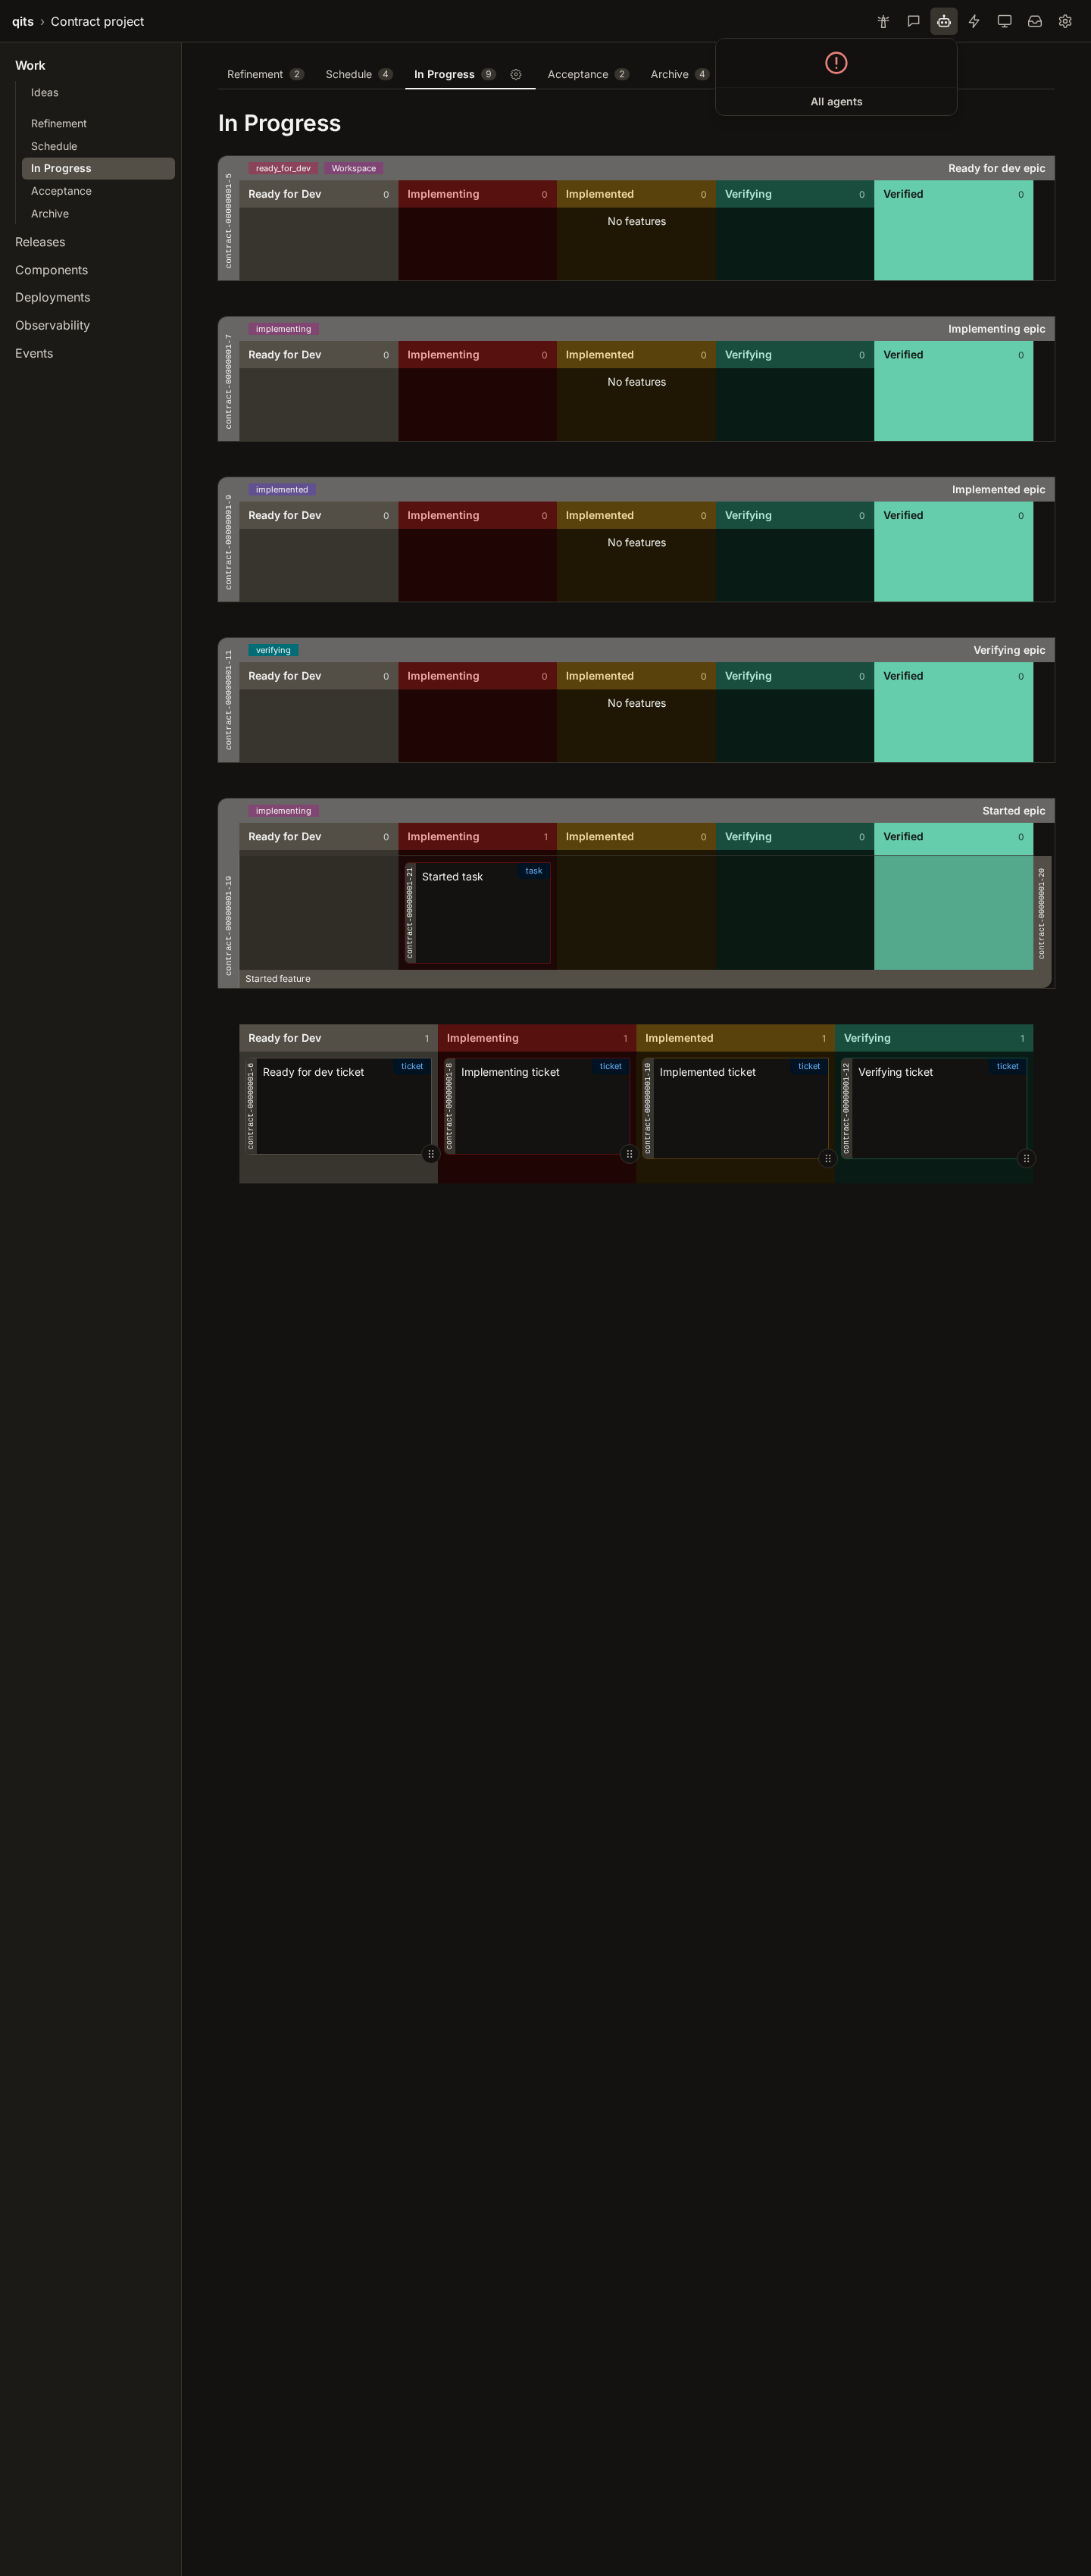 qits › Contract project
All agents
Work
Ideas
Refinement
Schedule
In Progress
Acceptance
Archive
Releases
Components
Deployments
Observability
Events
Refinement 2 Schedule 4 In Progress 9 Acceptance 2 Archive 4
In Progress
contract-00000001-5
ready_for_dev Workspace Ready for dev epic
Ready for Dev 0 Implementing 0 Implemented 0 Verifying 0 Verified 0
No features
contract-00000001-7
implementing Implementing epic
Ready for Dev 0 Implementing 0 Implemented 0 Verifying 0 Verified 0
No features
contract-00000001-9
implemented Implemented epic
Ready for Dev 0 Implementing 0 Implemented 0 Verifying 0 Verified 0
No features
contract-00000001-11
verifying Verifying epic
Ready for Dev 0 Implementing 0 Implemented 0 Verifying 0 Verified 0
No features
contract-00000001-19
implementing Started epic
Ready for Dev 0 Implementing 1 Implemented 0 Verifying 0 Verified 0
contract-00000001-21
Started task task
contract-00000001-20
Started feature
Ready for Dev 1 Implementing 1 Implemented 1 Verifying 1
contract-00000001-6
Ready for dev ticket ticket
contract-00000001-8
Implementing ticket ticket
contract-00000001-10
Implemented ticket ticket
contract-00000001-12
Verifying ticket ticket